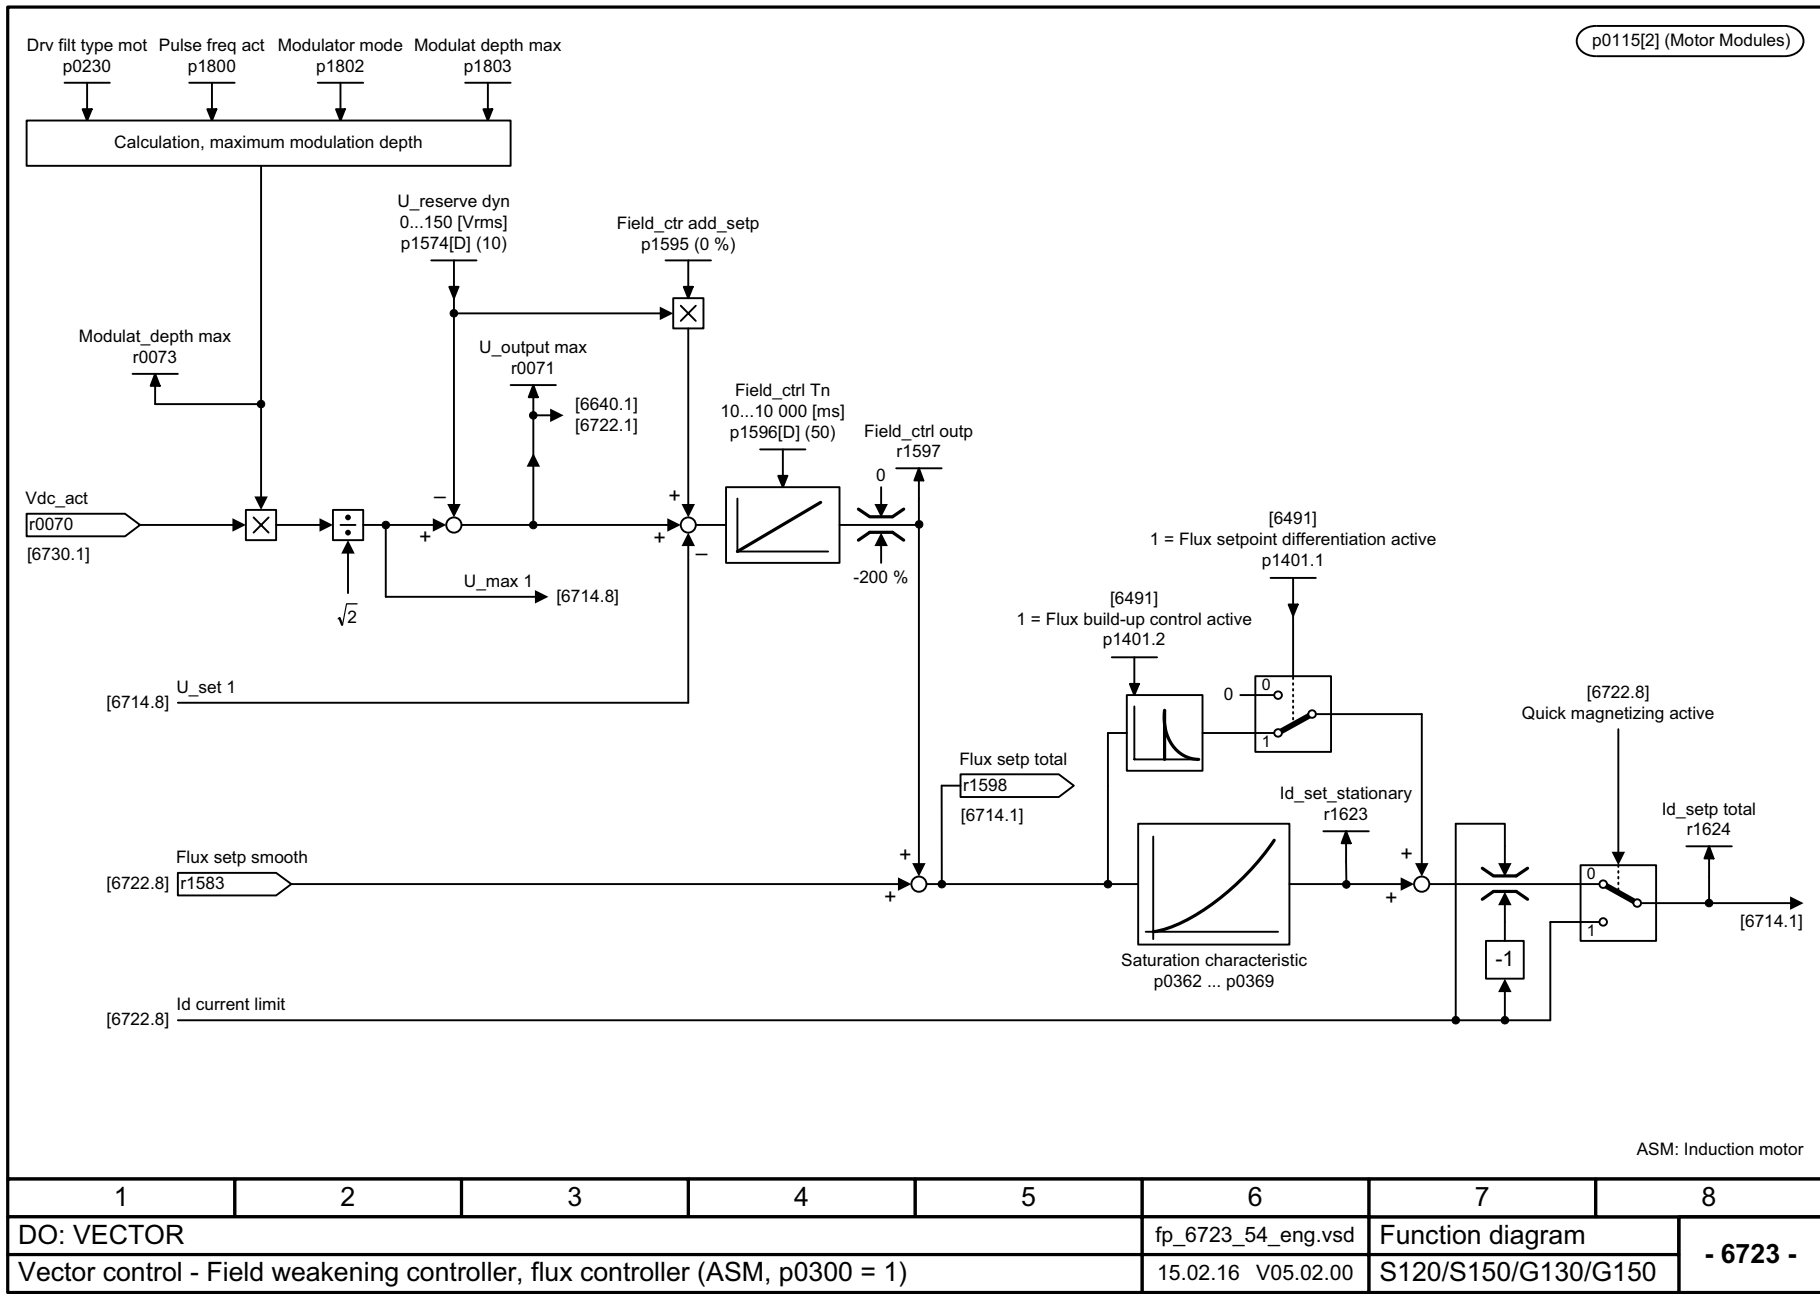 p0115[2] (Motor Modules)
Drv filt type mot
p0230
Pulse freq act
p1800
Modulator mode
p1802
Modulat depth max
p1803
Calculation, maximum modulation depth
U_reserve dyn
0...150 [Vrms]
p1574[D] (10)
Field_ctr add_setp
p1595 (0 %)
×
Modulat_depth max
r0073
U_output max
r0071
[6640.1]
[6722.1]
Field_ctrl Tn
10...10 000 [ms]
p1596[D] (50)
Field_ctrl outp
r1597
0
-200 %
Vdc_act
r0070
[6730.1]
×
÷
√2
+
–
+
+
–
U_max 1
[6714.8]
[6714.8]
U_set 1
[6491]
1 = Flux setpoint differentiation active
p1401.1
[6491]
1 = Flux build-up control active
p1401.2
0
0
1
[6722.8]
Quick magnetizing active
Flux setp total
r1598
[6714.1]
Id_set_stationary
r1623
Id_setp total
r1624
Flux setp smooth
[6722.8]
r1583
+
+
+
+
0
1
[6714.1]
-1
Saturation characteristic
p0362 ... p0369
Id current limit
[6722.8]
ASM: Induction motor
1 2 3 4 5 6 7 8
DO: VECTOR
fp_6723_54_eng.vsd
Function diagram
- 6723 -
Vector control - Field weakening controller, flux controller (ASM, p0300 = 1)
15.02.16 V05.02.00
S120/S150/G130/G150